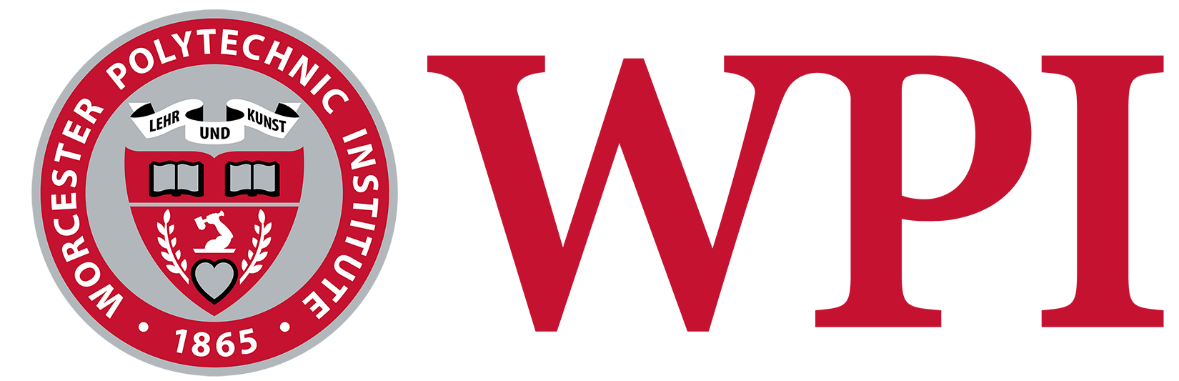 WORCESTER POLYTECHNIC INSTITUTE
LEHR UND KUNST
• 1865 •
WPI